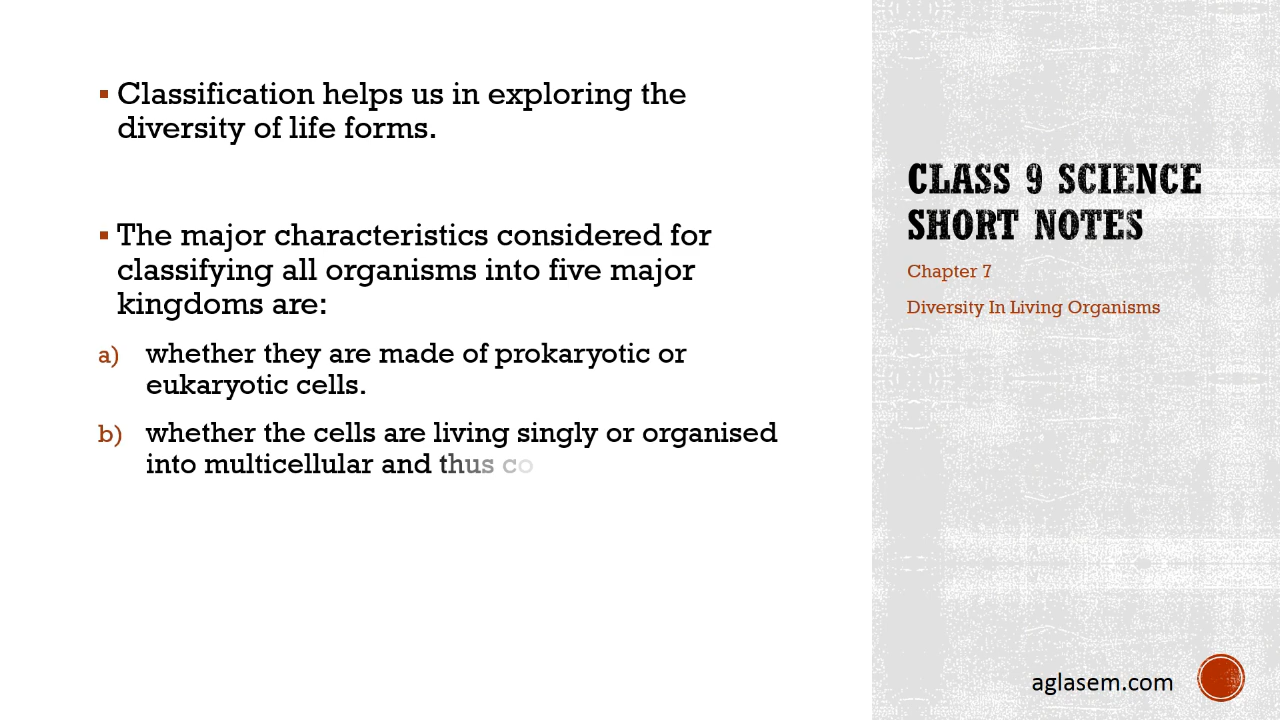 Classification helps us in exploring the
diversity of life forms.
The major characteristics considered for
classifying all organisms into five major
kingdoms are:
a) whether they are made of prokaryotic or
eukaryotic cells.
b) whether the cells are living singly or organised
into multicellular and thus co
CLASS 9 SCIENCE
SHORT NOTES
Chapter 7
Diversity In Living Organisms
aglasem.com